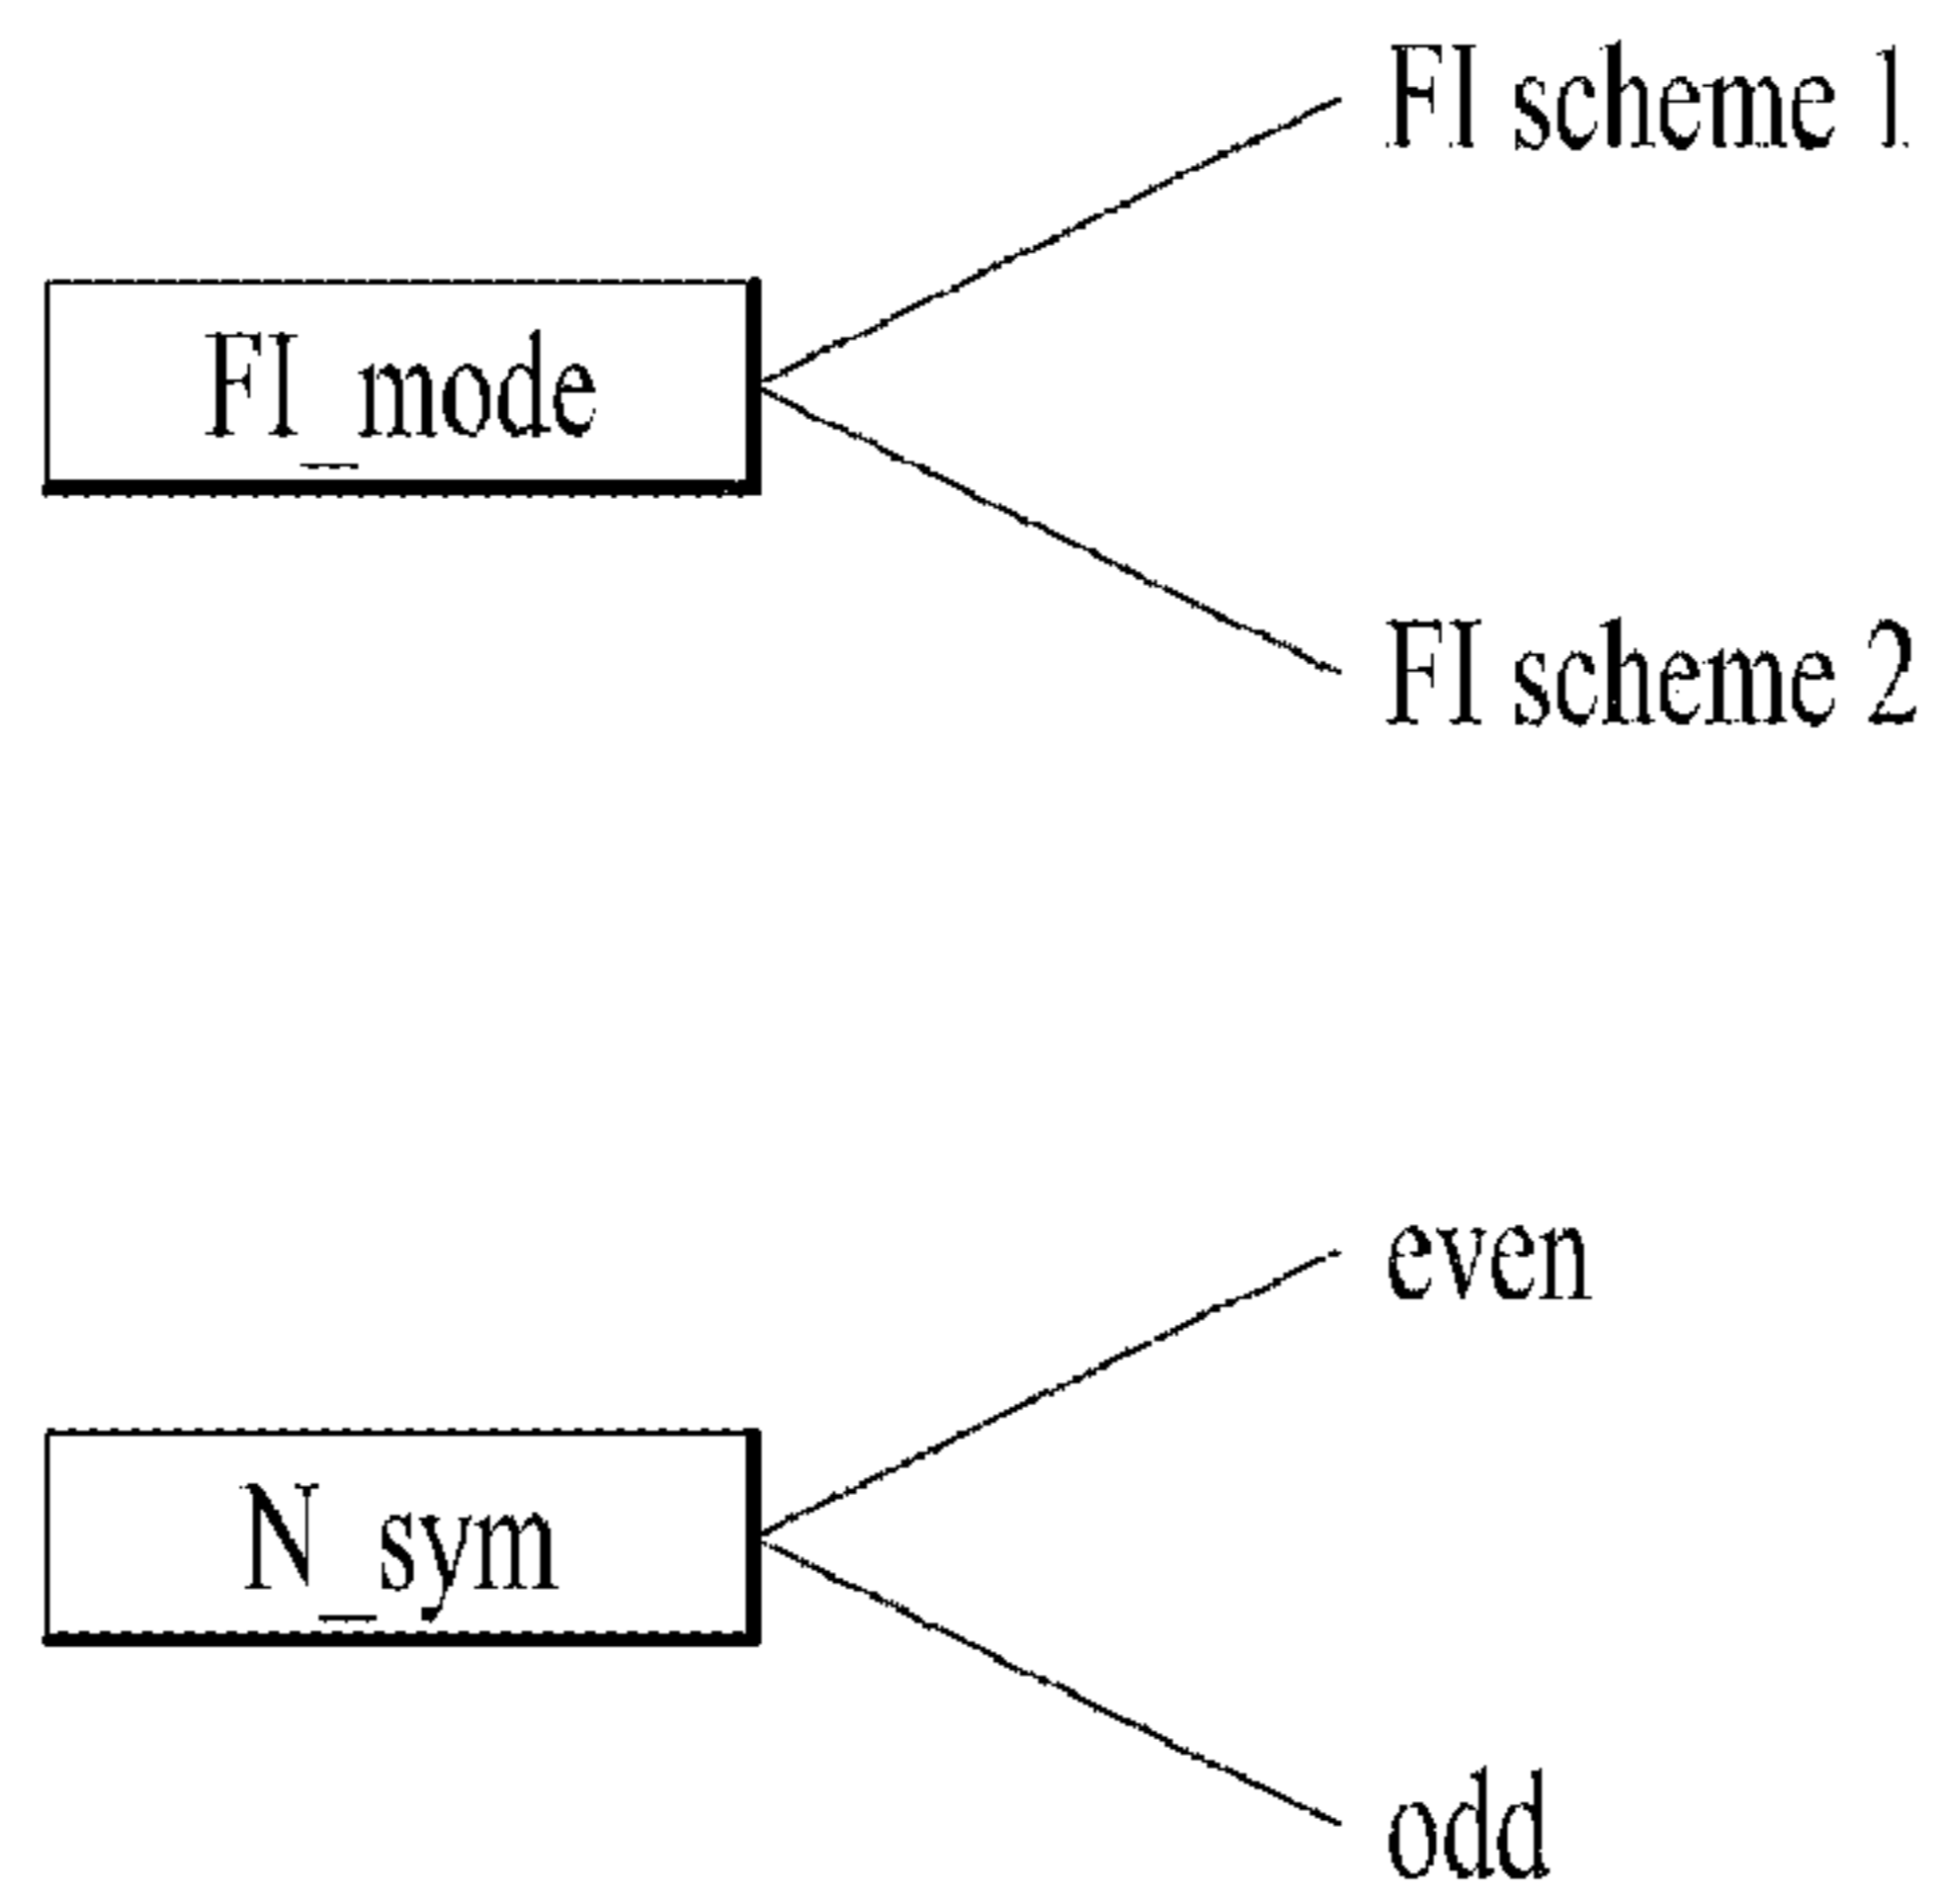 FI scheme 1
FI_mode
FI scheme 2
even
N_sym
odd